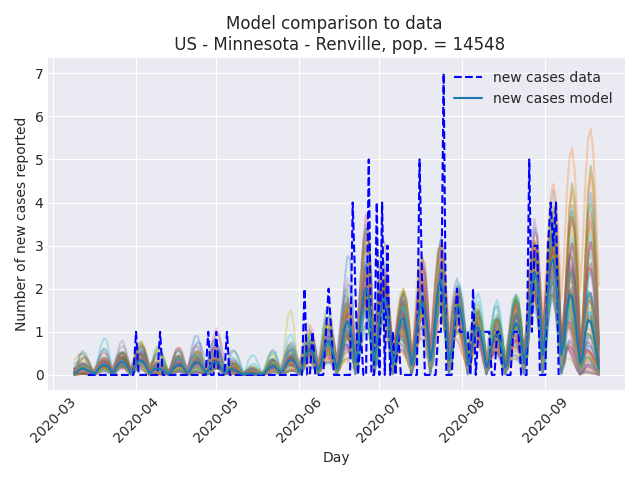 Model comparison to data
US - Minnesota - Renville, pop. = 14548
new cases data
new cases model
Number of new cases reported
7
6
5
4
3
2
1
0
2020-03
2020-04
2020-05
2020-06
2020-07
2020-08
2020-09
Day